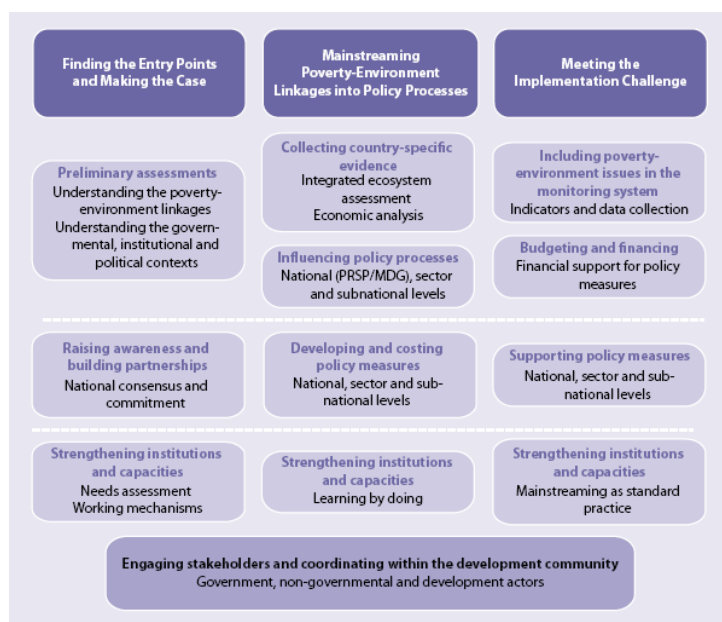 Finding the Entry Points
and Making the Case
Mainstreaming
Poverty-Environment
Linkages into Policy Processes
Meeting the
Implementation Challenge
Preliminary assessments
Understanding the poverty-
environment linkages
Understanding the govern-
mental, institutional and
political contexts
Collecting country-specific
evidence
Integrated ecosystem
assessment
Economic analysis
Influencing policy processes
National (PRSP/MDG), sector
and subnational levels
Including poverty-
environment issues in the
monitoring system
Indicators and data collection
Budgeting and financing
Financial support for policy
measures
Raising awareness and
building partnerships
National consensus and
commitment
Developing and costing
policy measures
National, sector and sub-
national levels
Supporting policy measures
National, sector and sub-
national levels
Strengthening institutions
and capacities
Needs assessment
Working mechanisms
Strengthening institutions
and capacities
Learning by doing
Strengthening institutions
and capacities
Mainstreaming as standard
practice
Engaging stakeholders and coordinating within the development community
Government, non-governmental and development actors